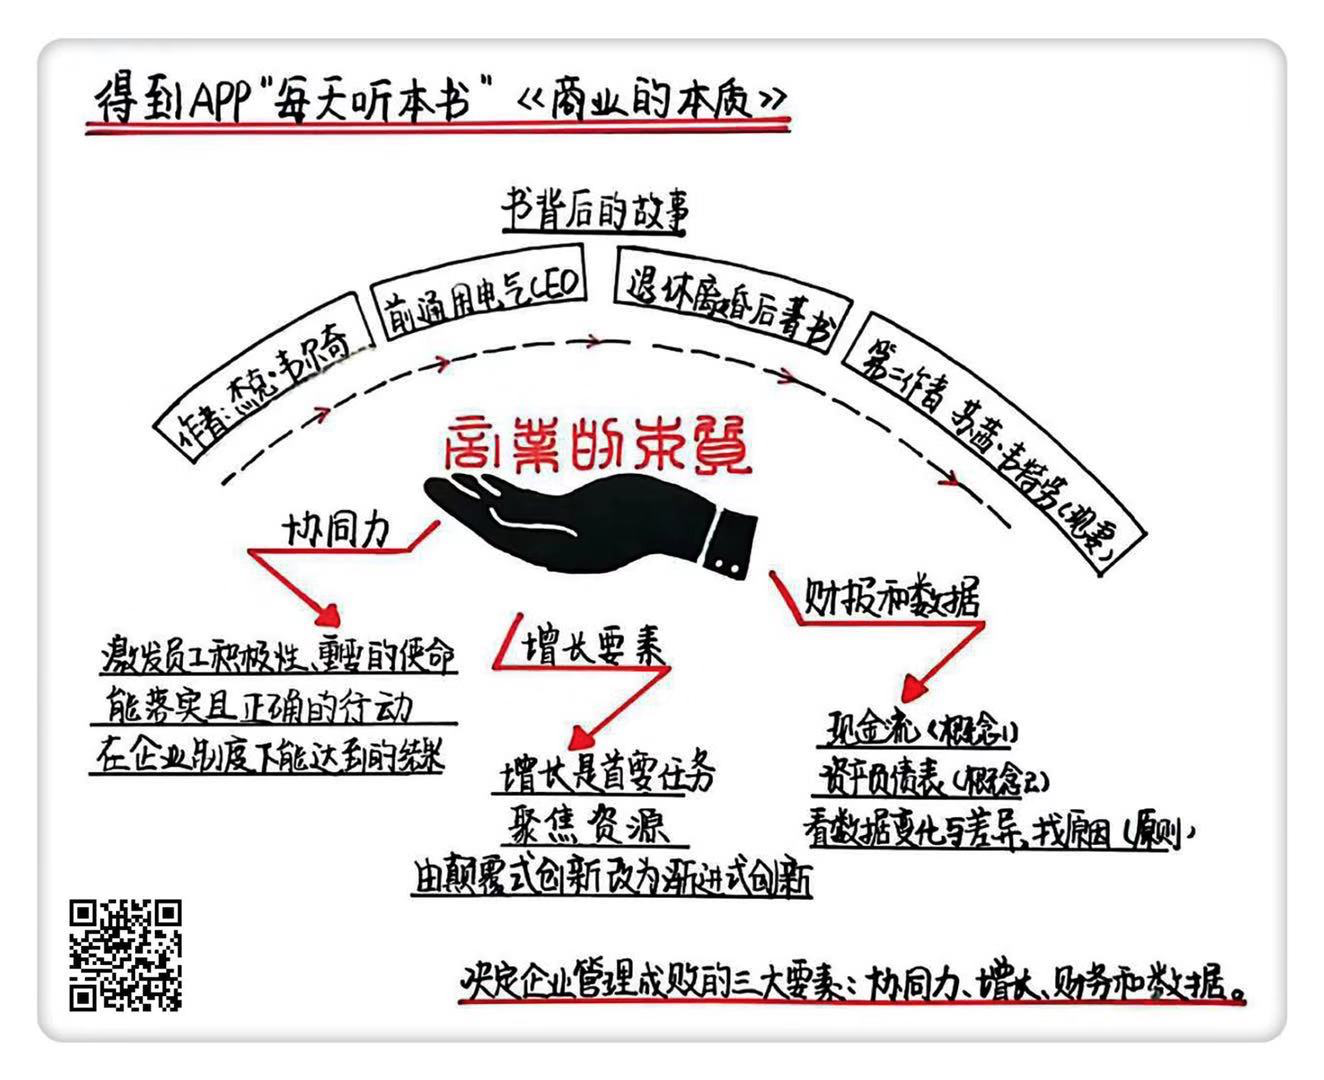 得到APP“每天听本书”《商业的本质》
书背后的故事
作者:杰克·韦尔奇
前通用电气CEO
退休离婚后著书
第二作者 苏茜·韦特劳(现妻)
商业的本質
协同力
激发员工积极性、重要的使命
能落实且正确的行动
在企业制度下能达到的结果
增长要素
增长是首要任务
聚焦资源
由颠覆式创新改为渐进式创新
财报和数据
现金流(概念1)
资产负债表(概念2)
看数据变化与差异,找原因(原则)
决定企业管理成败的三大要素:协同力、增长、财务和数据。